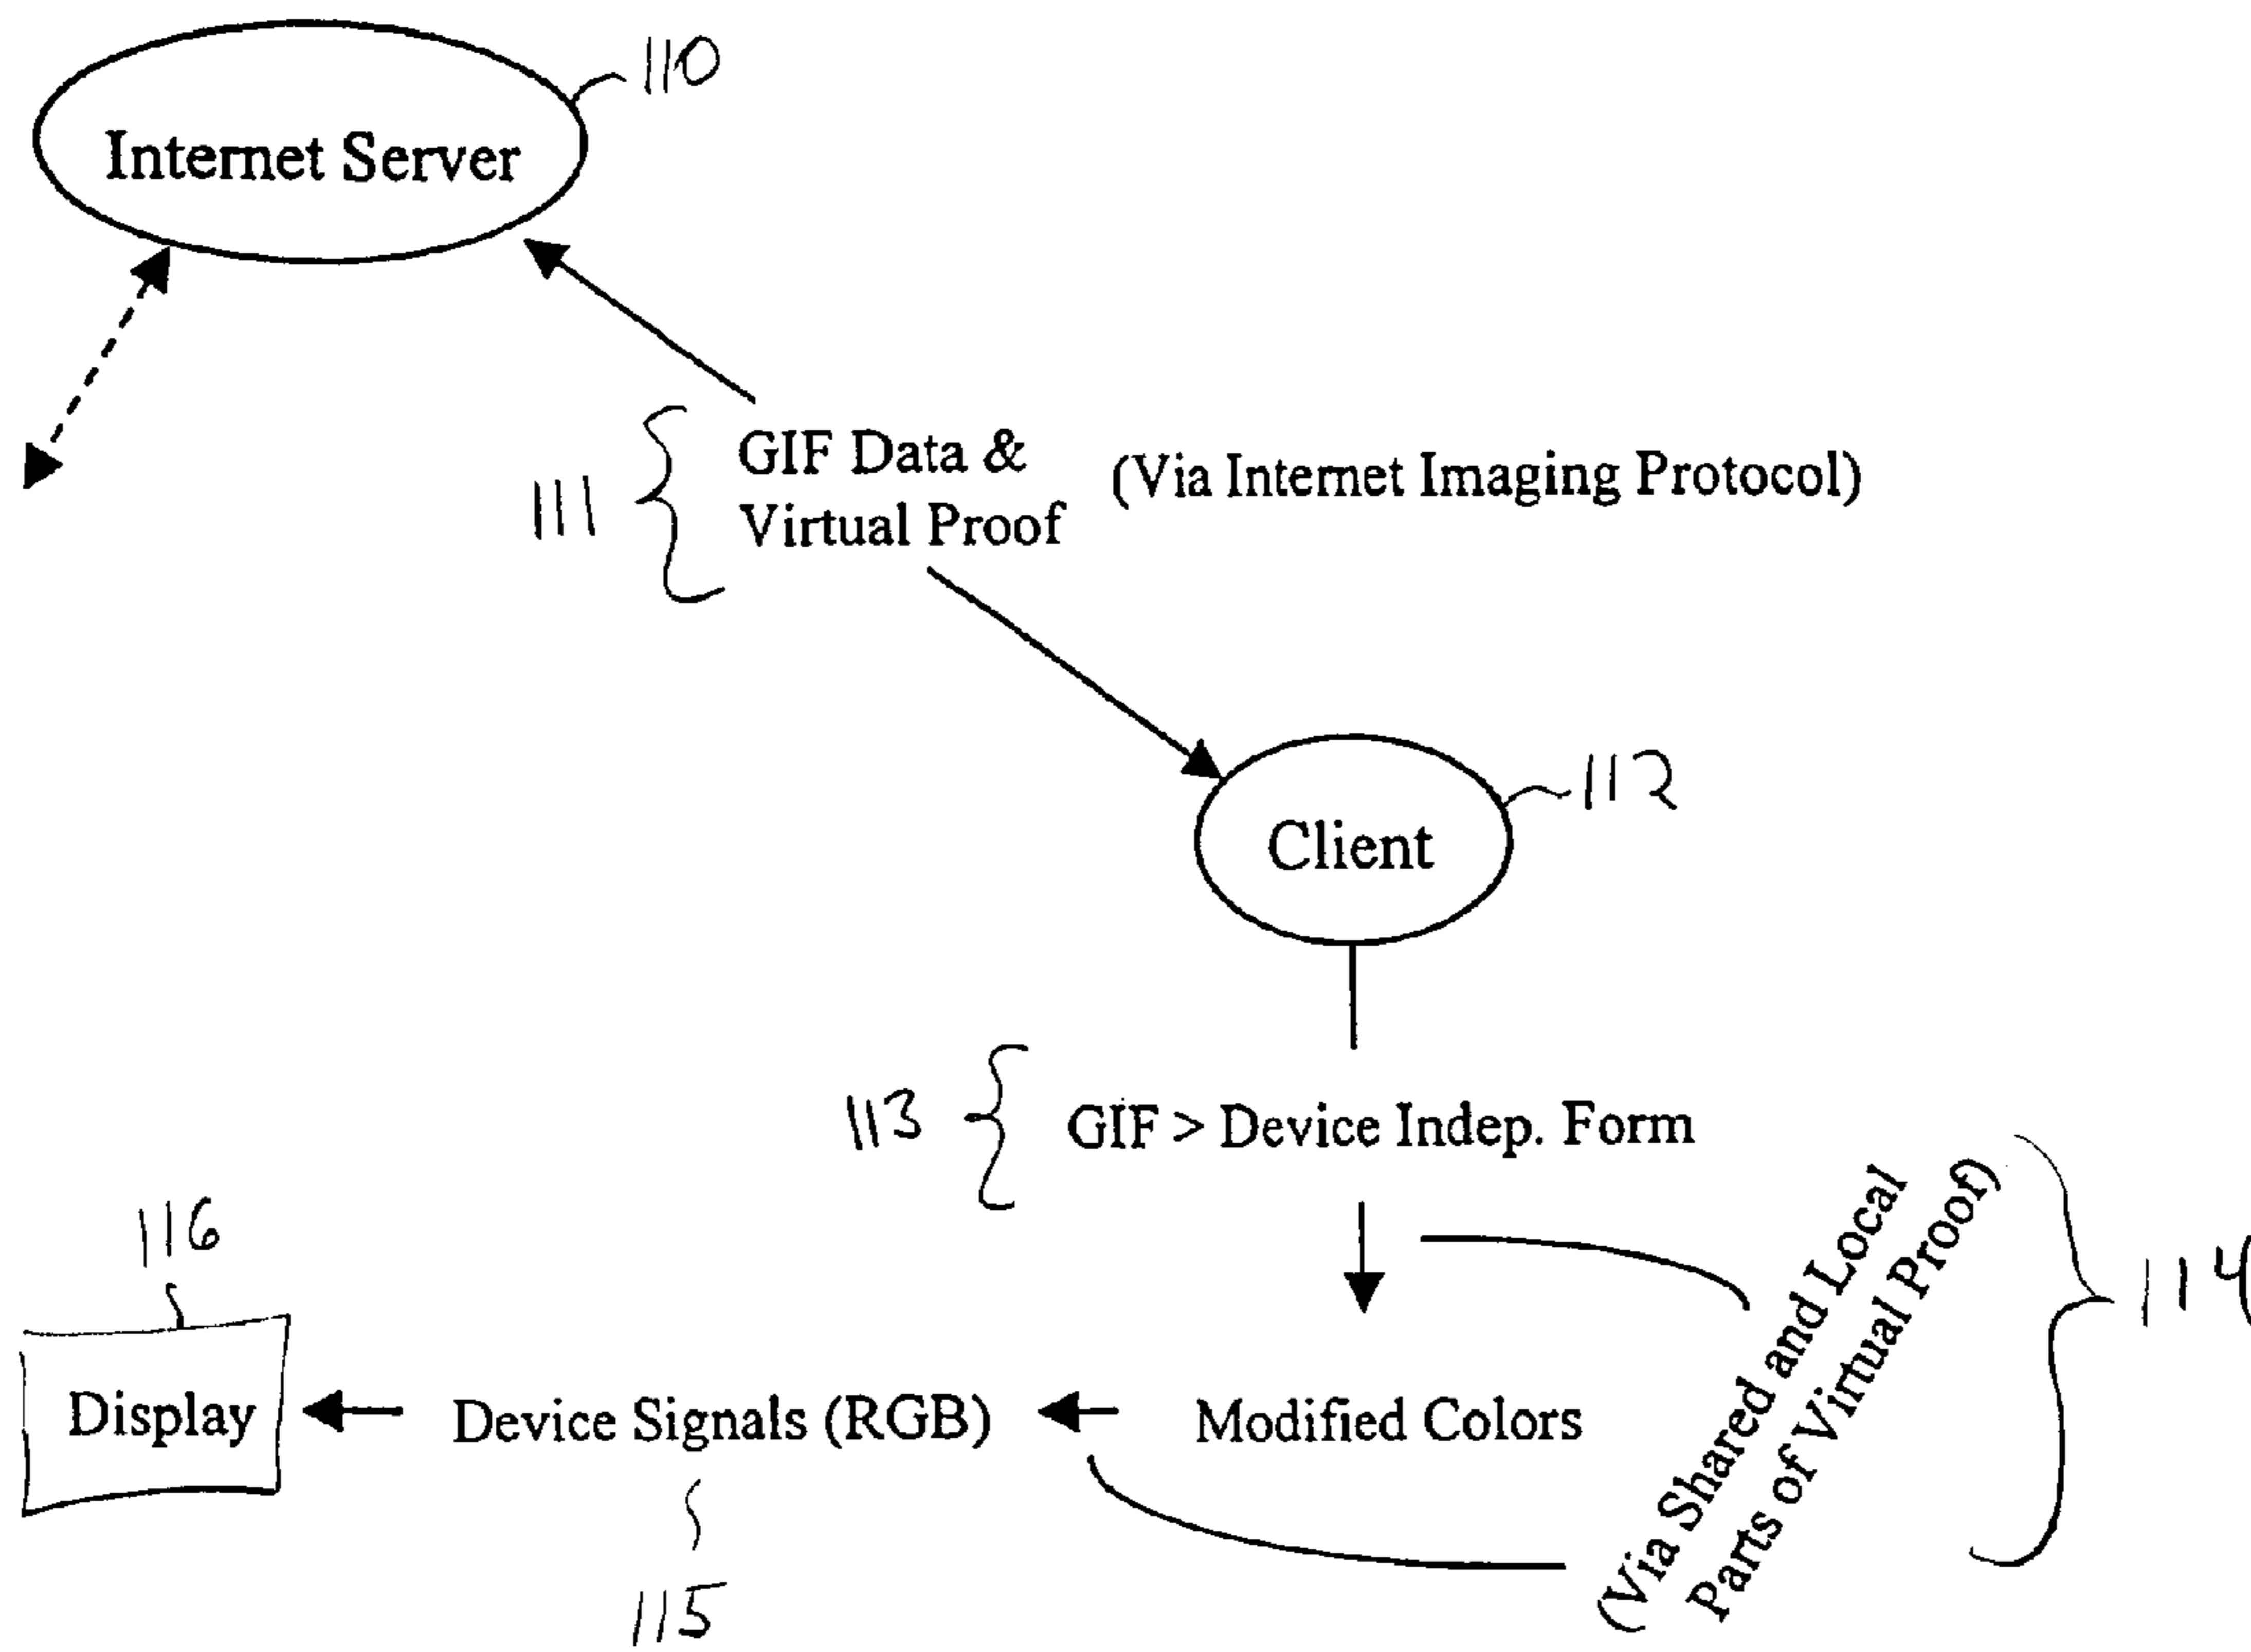 110
Internet Server
GIF Data &
Virtual Proof
(Via Internet Imaging Protocol)
111
112
Client
113
GIF > Device Indep. Form
(Via Shared and Local
Parts of Virtual Proof)
114
116
Display
Device Signals (RGB)
Modified Colors
115